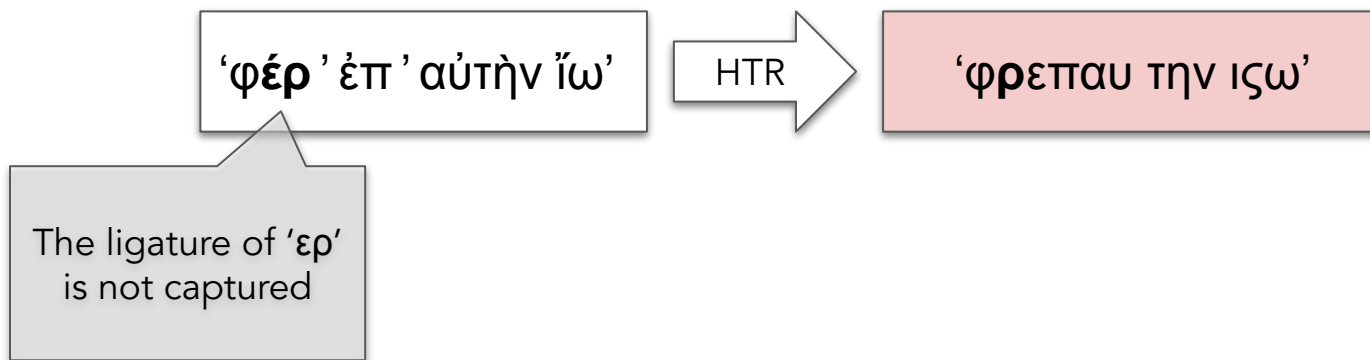 ‘φέρ ’ ἐπ ’ αὐτὴν ἴω’
HTR
‘φρεπαυ την ιςω’
The ligature of ‘ερ’
is not captured